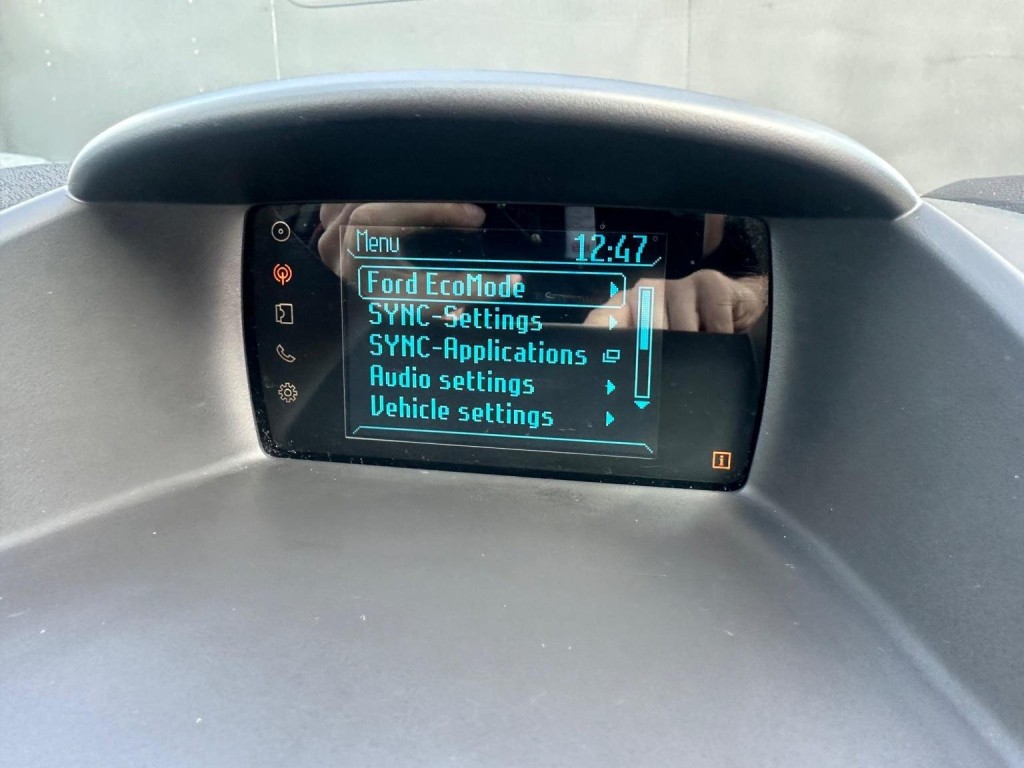 Menu 12:47
Ford EcoMode
SYNC-Settings
SYNC-Applications
Audio settings
Vehicle settings
i